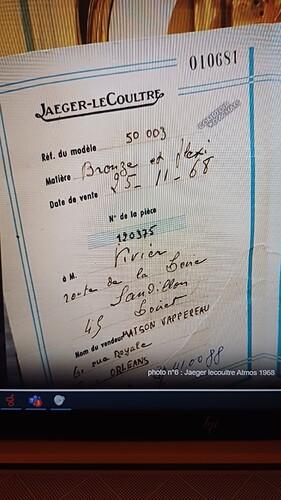 010681
JAEGER-LECOULTRE
Réf. du modèle 50 003
Matière Bronze et plexi
Date de vente 25-11-68
N° de la pièce
120375
à M. Vivier
route de la
Sandillon
45 Loiret
Nom du vendeur MAISON VAPPEREAU
rue Royale
ORLEANS
photo n°6 : Jaeger lecoultre Atmos 1968
hp